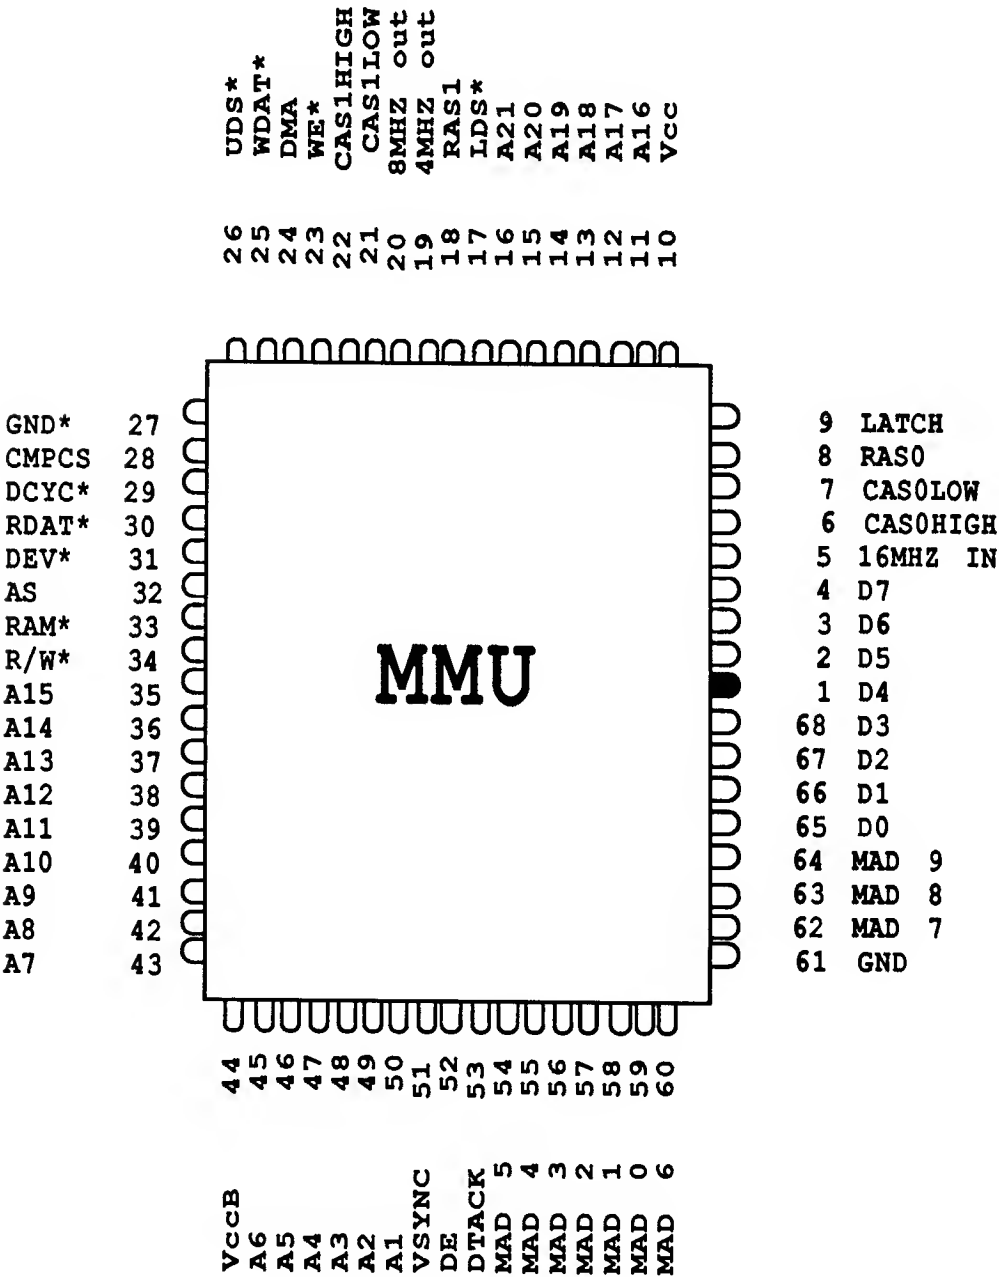 UDS*
WDAT*
DMA
WE*
CAS1HIGH
CAS1LOW
8MHZ out
4MHZ out
RAS1
LDS*
A21
A20
A19
A18
A17
A16
Vcc
26
25
24
23
22
21
20
19
18
17
16
15
14
13
12
11
10
GND* 27
CMPCS 28
DCYC* 29
RDAT* 30
DEV* 31
AS 32
RAM* 33
R/W* 34
A15 35
A14 36
A13 37
A12 38
A11 39
A10 40
A9 41
A8 42
A7 43
MMU
9 LATCH
8 RAS0
7 CAS0LOW
6 CAS0HIGH
5 16MHZ IN
4 D7
3 D6
2 D5
1 D4
68 D3
67 D2
66 D1
65 D0
64 MAD 9
63 MAD 8
62 MAD 7
61 GND
44
45
46
47
48
49
50
51
52
53
54
55
56
57
58
59
60
VccB
A6
A5
A4
A3
A2
A1
VSYNC
DE
DTACK
MAD 5
MAD 4
MAD 3
MAD 2
MAD 1
MAD 0
MAD 6